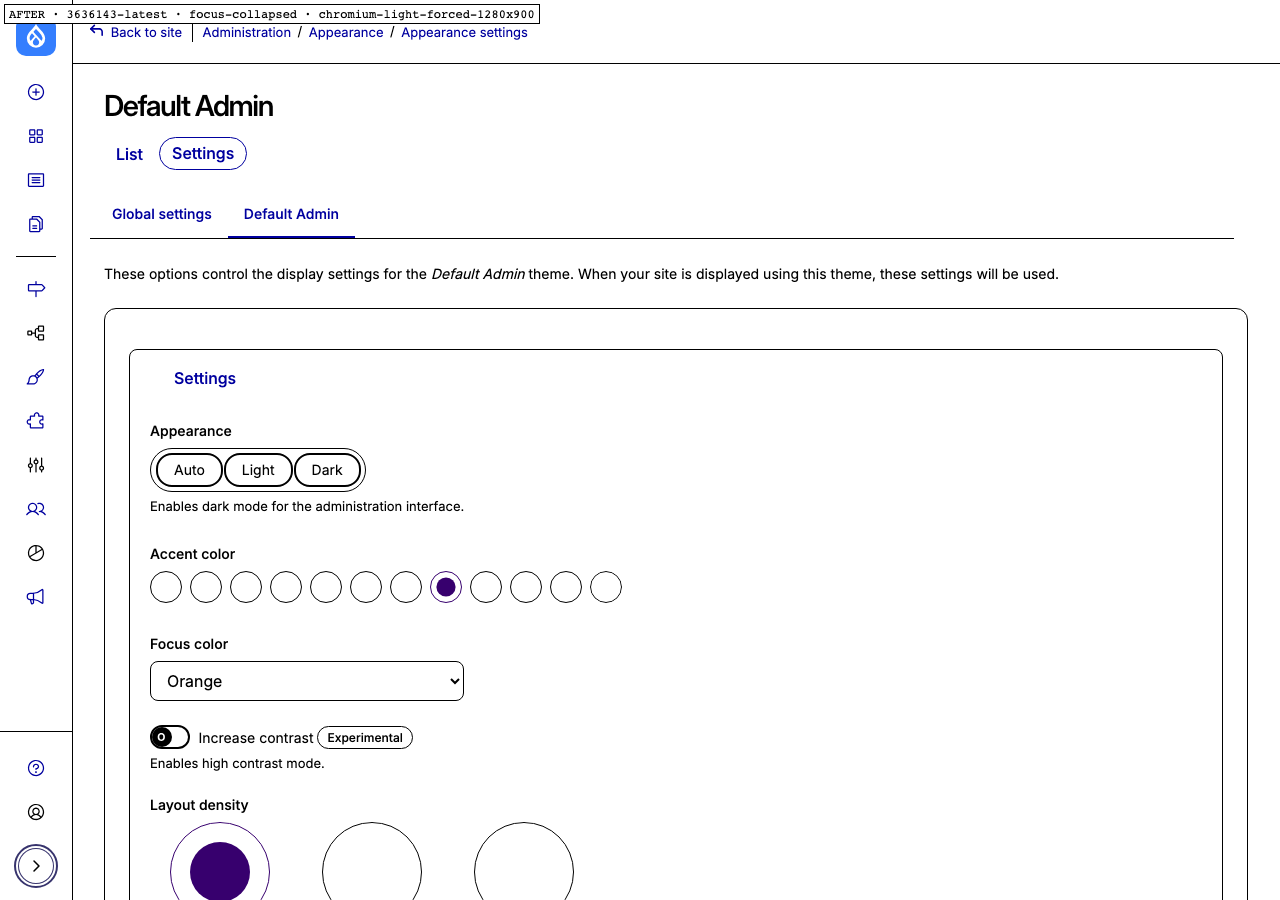 AFTER · 3636143-latest · focus-collapsed · chromium-light-forced-1280x900
Back to site Administration / Appearance / Appearance settings
Default Admin
List Settings
Global settings Default Admin
These options control the display settings for the Default Admin theme. When your site is displayed using this theme, these settings will be used.
Settings
Appearance
Auto Light Dark
Enables dark mode for the administration interface.
Accent color
Focus color
Orange
Increase contrast Experimental
Enables high contrast mode.
Layout density